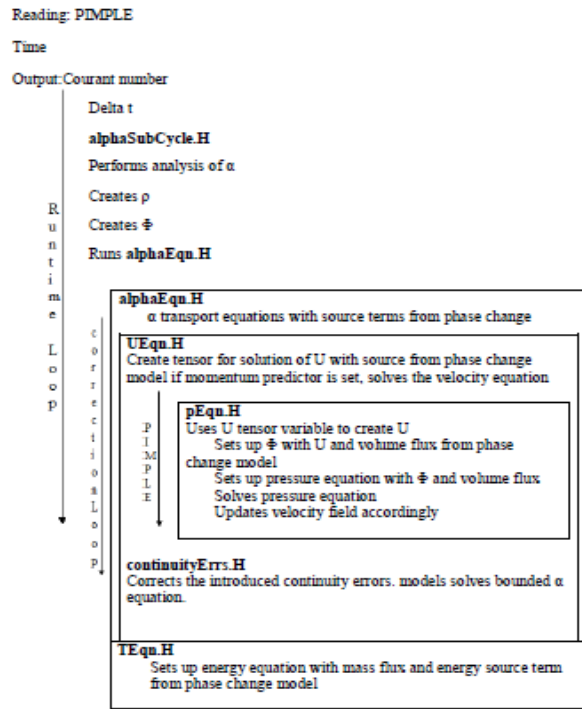 Reading: PIMPLE
Time
Output:Courant number
Delta t
alphaSubCycle.H
Performs analysis of α
Creates ρ
Creates Φ
Runs alphaEqn.H
Runtime Loop
alphaEqn.H
α transport equations with source terms from phase change
correctionLooP
UEqn.H
Create tensor for solution of U with source from phase change
model if momentum predictor is set, solves the velocity equation
PIMPLE
pEqn.H
Uses U tensor variable to create U
Sets up Φ with U and volume flux from phase
change model
Sets up pressure equation with Φ and volume flux
Solves pressure equation
Updates velocity field accordingly
continuityErrs.H
Corrects the introduced continuity errors. models solves bounded α
equation.
TEqn.H
Sets up energy equation with mass flux and energy source term
from phase change model